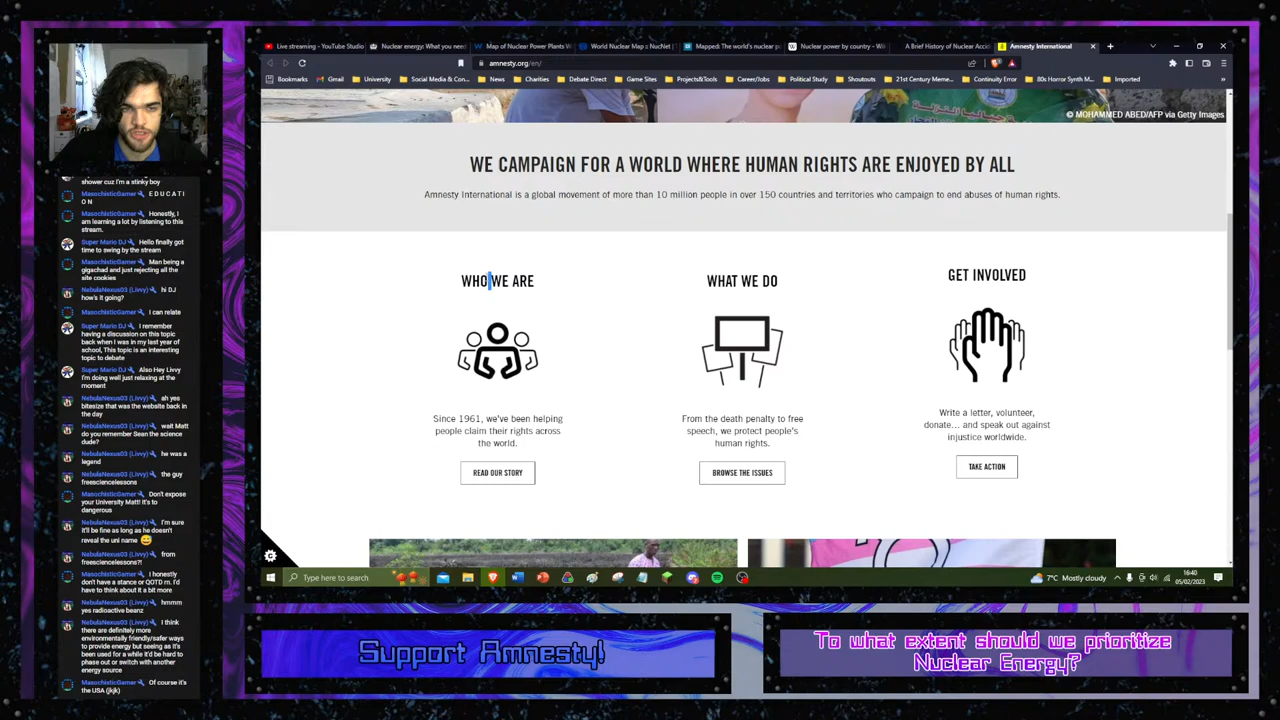 Live streaming - YouTube Studio
Nuclear energy: What you need
Map of Nuclear Power Plants W
World Nuclear Map :: NucNet |
Mapped: The world's nuclear po
Nuclear power by country - Wik
A Brief History of Nuclear Accid
Amnesty International
amnesty.org/en/
Bookmarks
Gmail
University
Social Media & Con...
News
Charities
Debate Direct
Game Sites
Projects&Tools
Career/Jobs
Political Study
Shoutouts
21st Century Meme...
Continuity Error
80s Horror Synth M...
Imported
© MOHAMMED ABED/AFP via Getty Images
WE CAMPAIGN FOR A WORLD WHERE HUMAN RIGHTS ARE ENJOYED BY ALL
Amnesty International is a global movement of more than 10 million people in over 150 countries and territories who campaign to end abuses of human rights.
WHO WE ARE
Since 1961, we've been helping
people claim their rights across
the world.
READ OUR STORY
WHAT WE DO
From the death penalty to free
speech, we protect people's
human rights.
BROWSE THE ISSUES
GET INVOLVED
Write a letter, volunteer,
donate... and speak out against
injustice worldwide.
TAKE ACTION
Type here to search
7°C Mostly cloudy
16:40
05/02/2023
shower cuz I'm a stinky boy
MasochisticGamer E D U C A T I
O N
MasochisticGamer Honestly, I
am learning a lot by listening to this
stream.
Super Mario DJ Hello finally got
time to swing by the stream
MasochisticGamer Man being a
gigachad and just rejecting all the
site cookies
NebulaNexus03 (Livvy) hi DJ
how's it going?
MasochisticGamer I can relate
Super Mario DJ I remember
having a discussion on this topic
back when I was in my last year of
school, This topic is an interesting
topic to debate
Super Mario DJ Also Hey Livvy
I'm doing well just relaxing at the
moment
NebulaNexus03 (Livvy) ah yes
bitesize that was the website back in
the day
NebulaNexus03 (Livvy) wait Matt
do you remember Sean the science
dude?
NebulaNexus03 (Livvy) he was a
legend
NebulaNexus03 (Livvy) the guy
freesciencelessons
MasochisticGamer Don't expose
your University Matt! It's to
dangerous
NebulaNexus03 (Livvy) I'm sure
it'll be fine as long as he doesn't
reveal the uni name 😅
NebulaNexus03 (Livvy) from
freesciencelessons?!
MasochisticGamer I honestly
don't have a stance or QOTD rn. I'd
have to think about it a bit more
NebulaNexus03 (Livvy) hmmm
yes radioactive beanz
NebulaNexus03 (Livvy) I think
there are definitely more
environmentally friendly/safer ways
to provide energy but seeing as it's
been used for a while it'd be hard to
phase out or switch with another
energy source
MasochisticGamer Of course it's
the USA (jkjk)
Support Amnesty!
To what extent should we prioritize
Nuclear Energy?